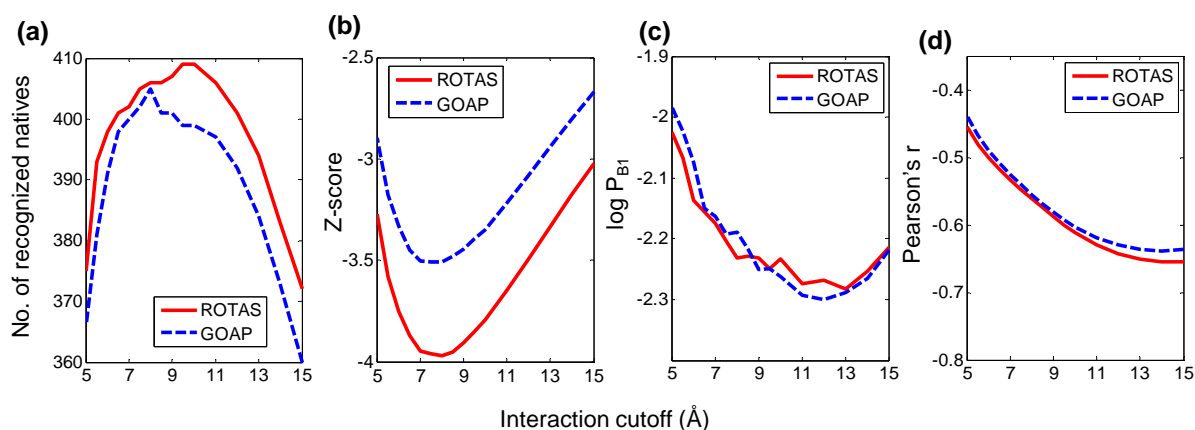 (a)
No. of recognized natives
410
400
390
380
370
360
5 7 9 11 13 15
ROTAS
GOAP
(b)
Z-score
-2.5
-3
-3.5
-4
5 7 9 11 13 15
ROTAS
GOAP
(c)
log P_B1
-1.9
-2
-2.1
-2.2
-2.3
5 7 9 11 13 15
ROTAS
GOAP
(d)
Pearson's r
-0.4
-0.5
-0.6
-0.7
-0.8
5 7 9 11 13 15
ROTAS
GOAP
Interaction cutoff (Å)